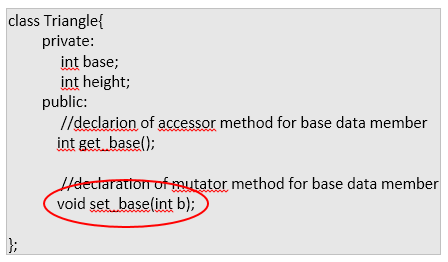 class Triangle{
private:
int base;
int height;
public:
//declarion of accessor method for base data member
int get_base();
//declaration of mutator method for base data member
void set_base(int b);
};